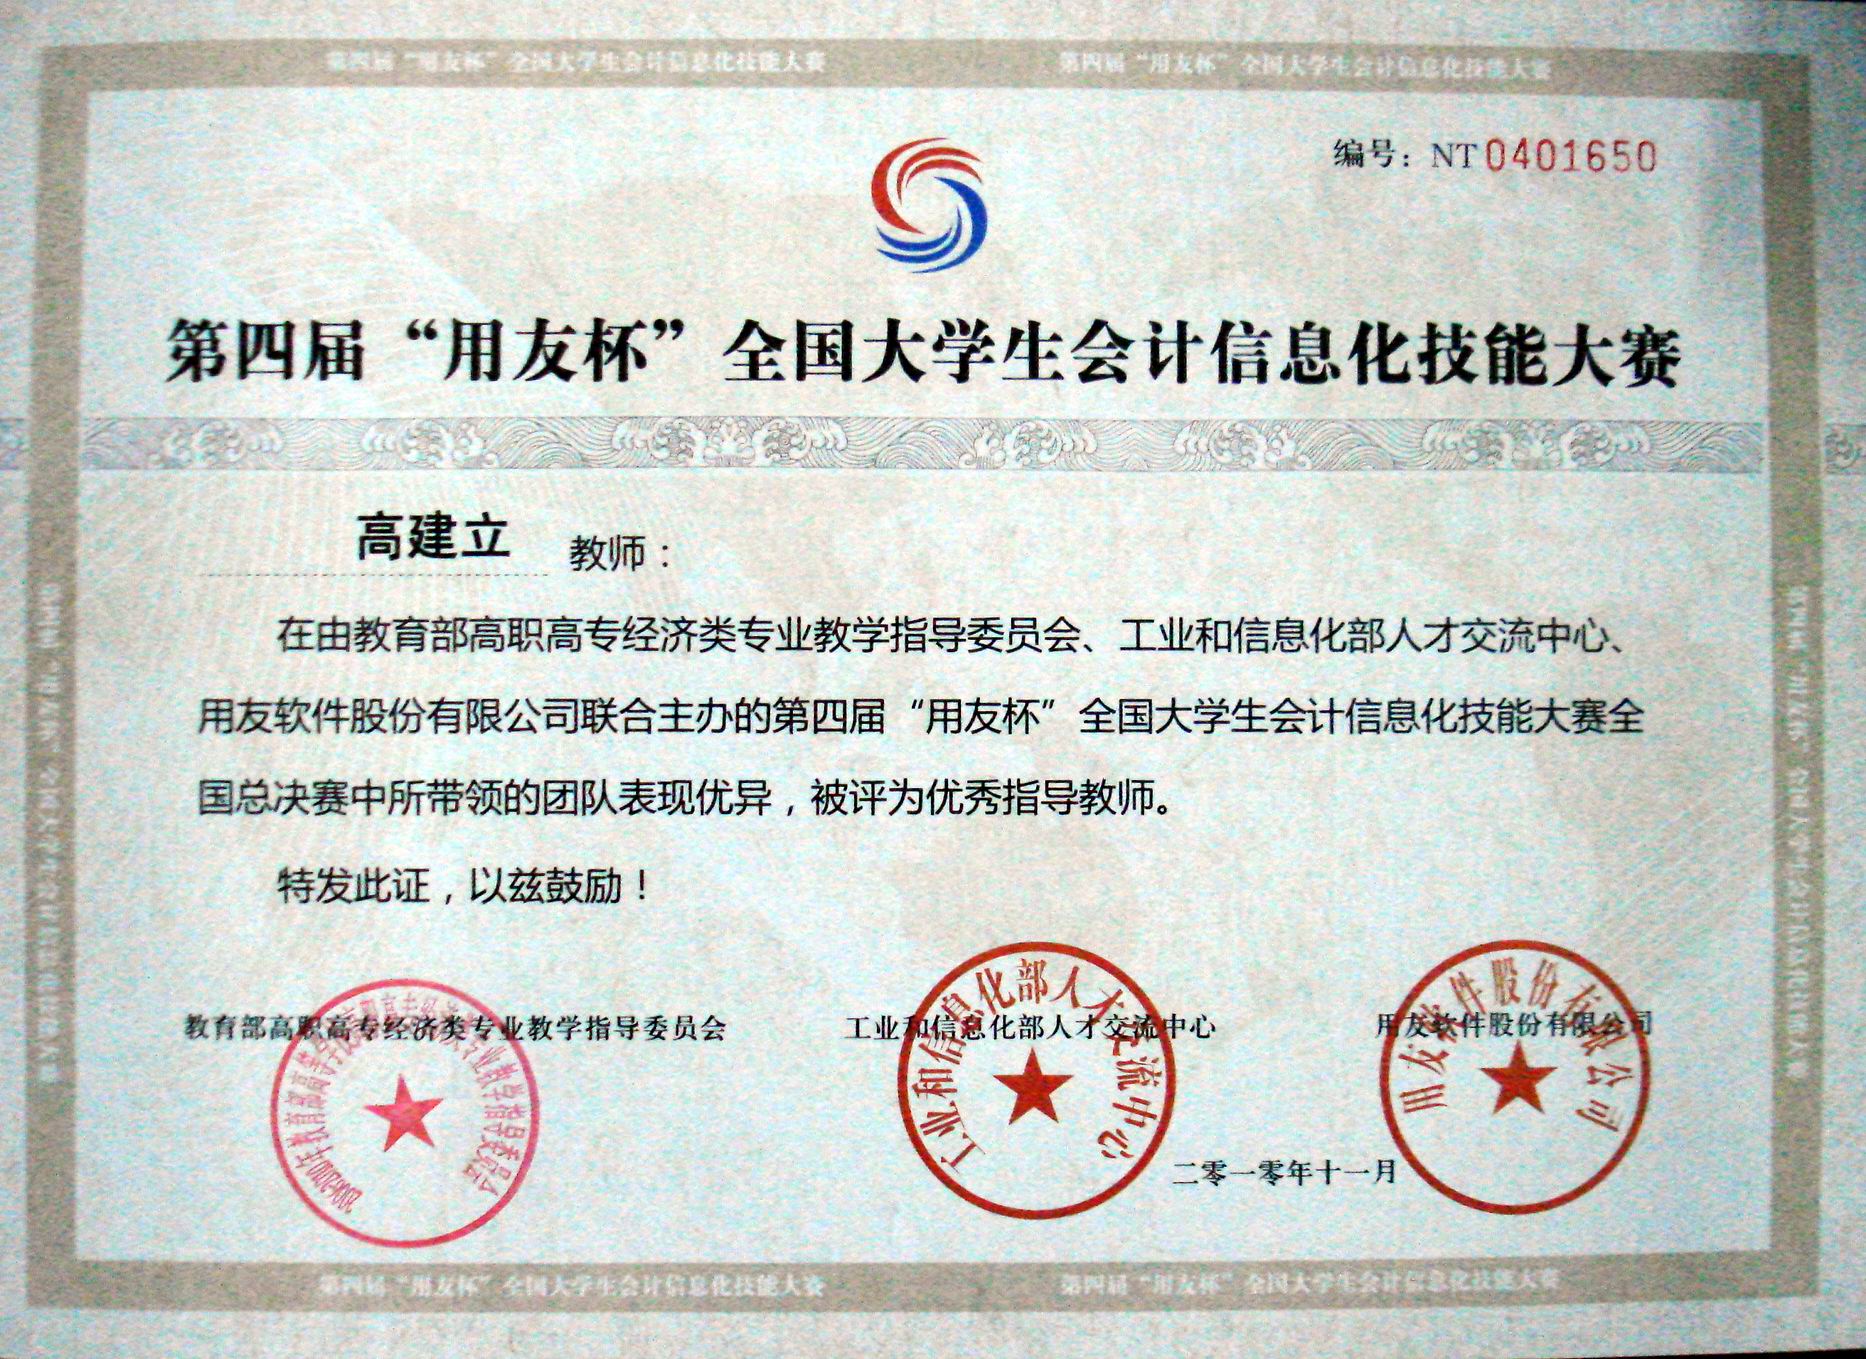 第四届“用友杯”全国大学生会计信息化技能大赛
第四届“用友杯”全国大学生会计信息化技能大赛
编号：NT0401650
第四届“用友杯”全国大学生会计信息化技能大赛
高建立 教师：
在由教育部高职高专经济类专业教学指导委员会、工业和信息化部人才交流中心、
用友软件股份有限公司联合主办的第四届“用友杯”全国大学生会计信息化技能大赛全
国总决赛中所带领的团队表现优异，被评为优秀指导教师。
特发此证，以兹鼓励！
教育部高职高专经济类专业教学指导委员会
工业和信息化部人才交流中心
用友软件股份有限公司
工业和信息化部人才交流中心
用友软件股份有限公司
二零一零年十一月
第四届“用友杯”全国大学生会计信息化技能大赛
第四届“用友杯”全国大学生会计信息化技能大赛